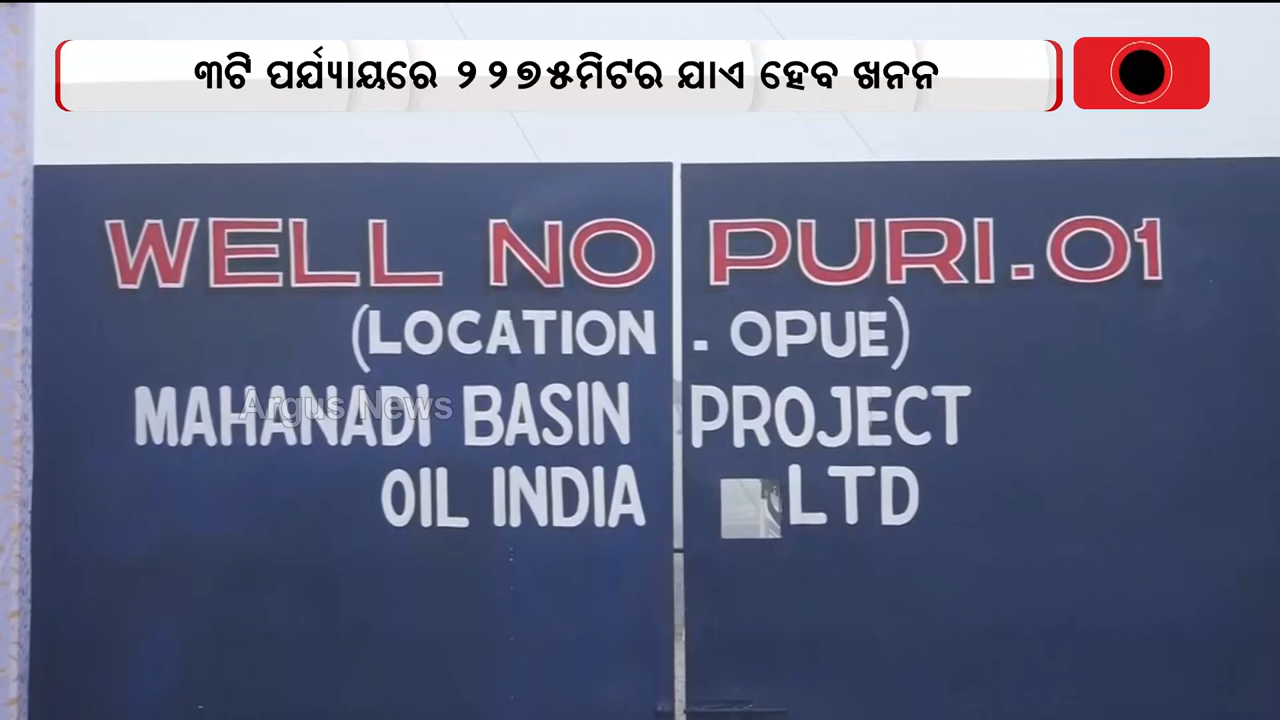 ୩ଟି ପର୍ଯ୍ୟାୟରେ ୨୨୭୫ମିଟର ଯାଏ ହେବ ଖନନ
WELL NO PURI-01
(LOCATION - OPUE)
MAHANADI BASIN PROJECT
Argus News
OIL INDIA LTD